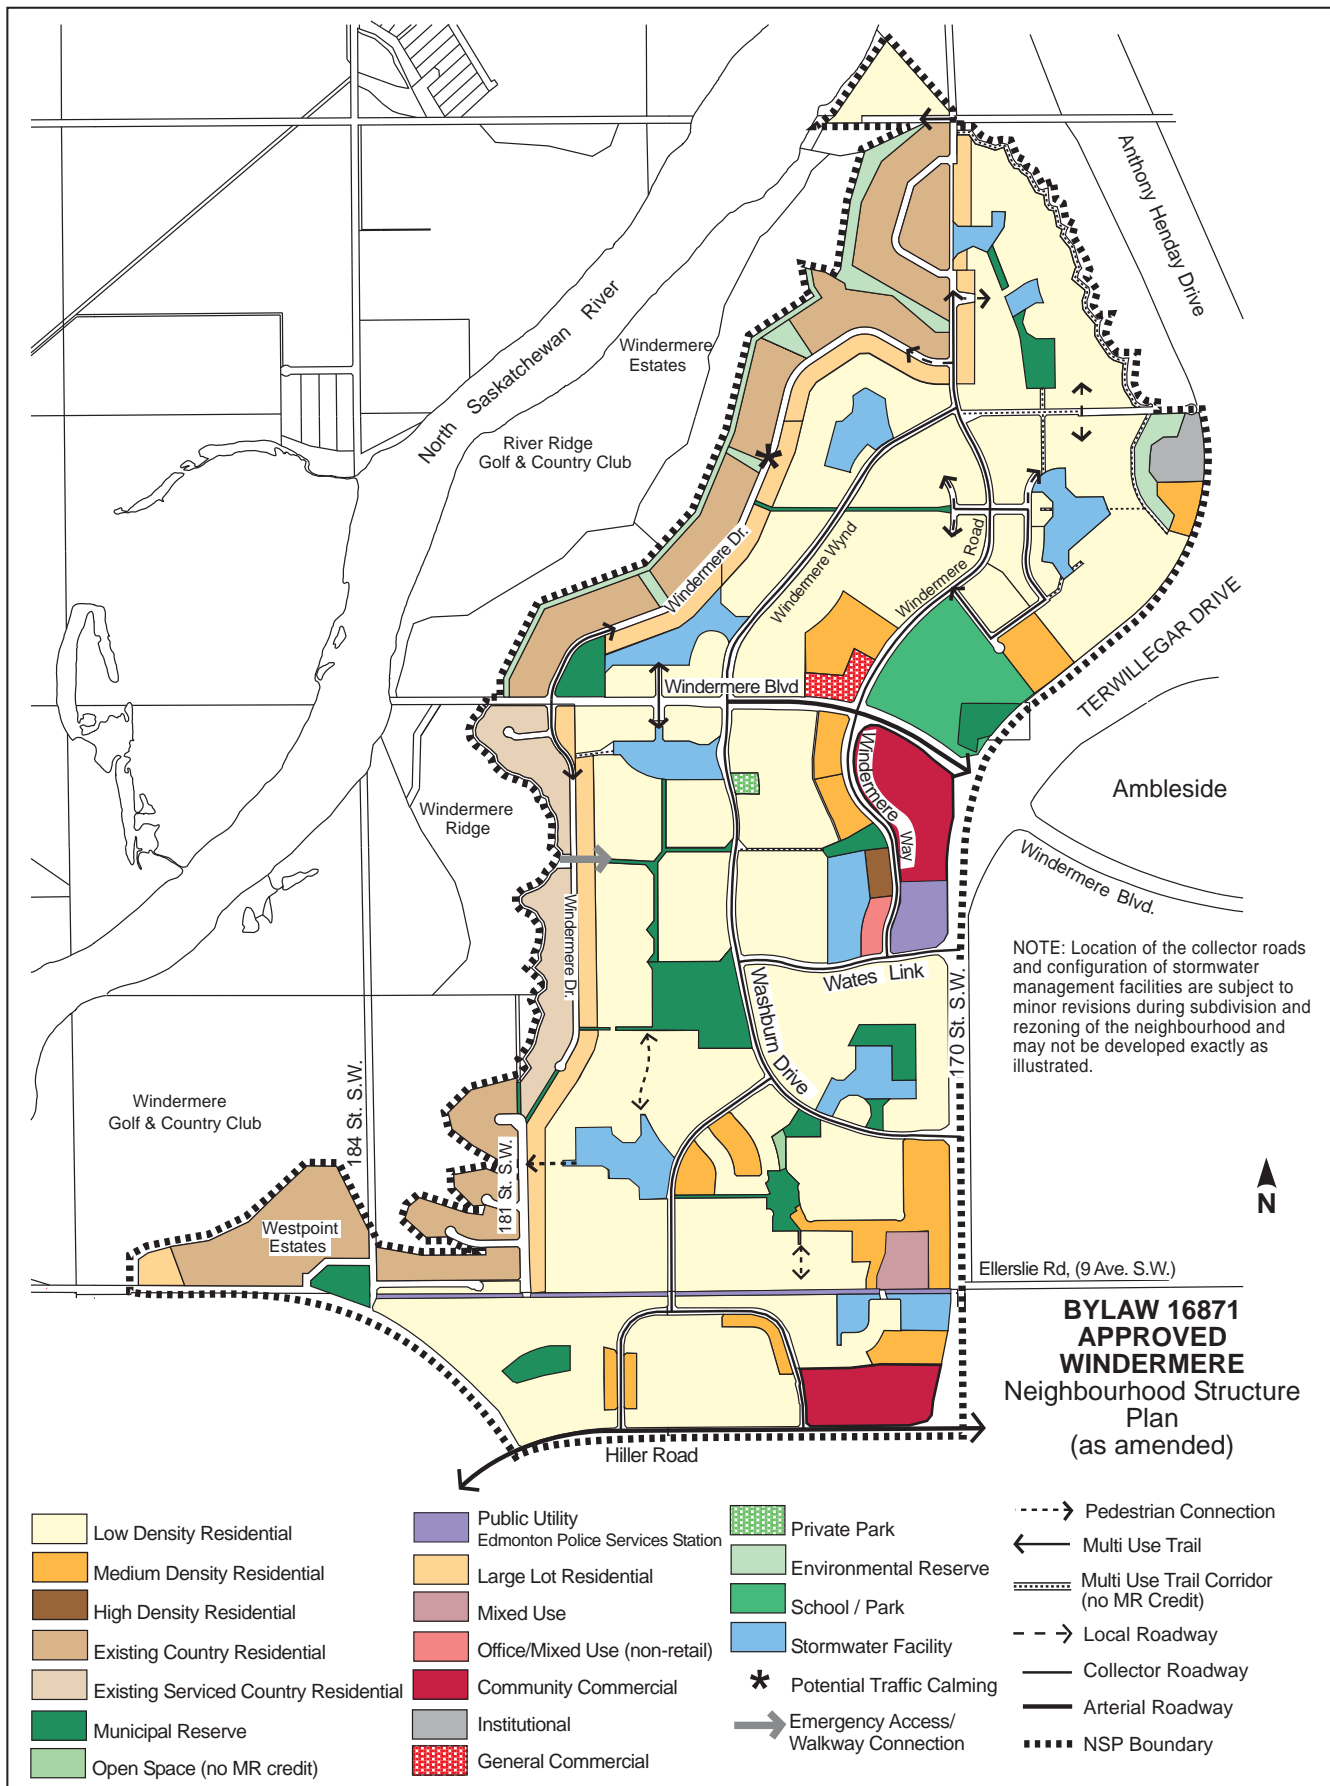 Anthony Henday Drive
North Saskatchewan River
Windermere
Estates
River Ridge
Golf & Country Club
Windermere Dr.
Windermere Wynd
Windermere Road
TERWILLEGAR DRIVE
Windermere Blvd
Windermere Way
Ambleside
Windermere
Ridge
Windermere Blvd.
Windermere Dr.
NOTE: Location of the collector roads
and configuration of stormwater
management facilities are subject to
minor revisions during subdivision and
rezoning of the neighbourhood and
may not be developed exactly as
illustrated.
Wates Link
Washburn Drive
170 St. S.W.
Windermere
Golf & Country Club
184 St. S.W.
181 St. S.W.
N
Westpoint
Estates
Ellerslie Rd, (9 Ave. S.W.)
BYLAW 16871
APPROVED
WINDERMERE
Neighbourhood Structure
Plan
(as amended)
Hiller Road
Low Density Residential
Medium Density Residential
High Density Residential
Existing Country Residential
Existing Serviced Country Residential
Municipal Reserve
Open Space (no MR credit)
Public Utility
Edmonton Police Services Station
Large Lot Residential
Mixed Use
Office/Mixed Use (non-retail)
Community Commercial
Institutional
General Commercial
Private Park
Environmental Reserve
School / Park
Stormwater Facility
Potential Traffic Calming
Emergency Access/
Walkway Connection
Pedestrian Connection
Multi Use Trail
Multi Use Trail Corridor
(no MR Credit)
Local Roadway
Collector Roadway
Arterial Roadway
NSP Boundary